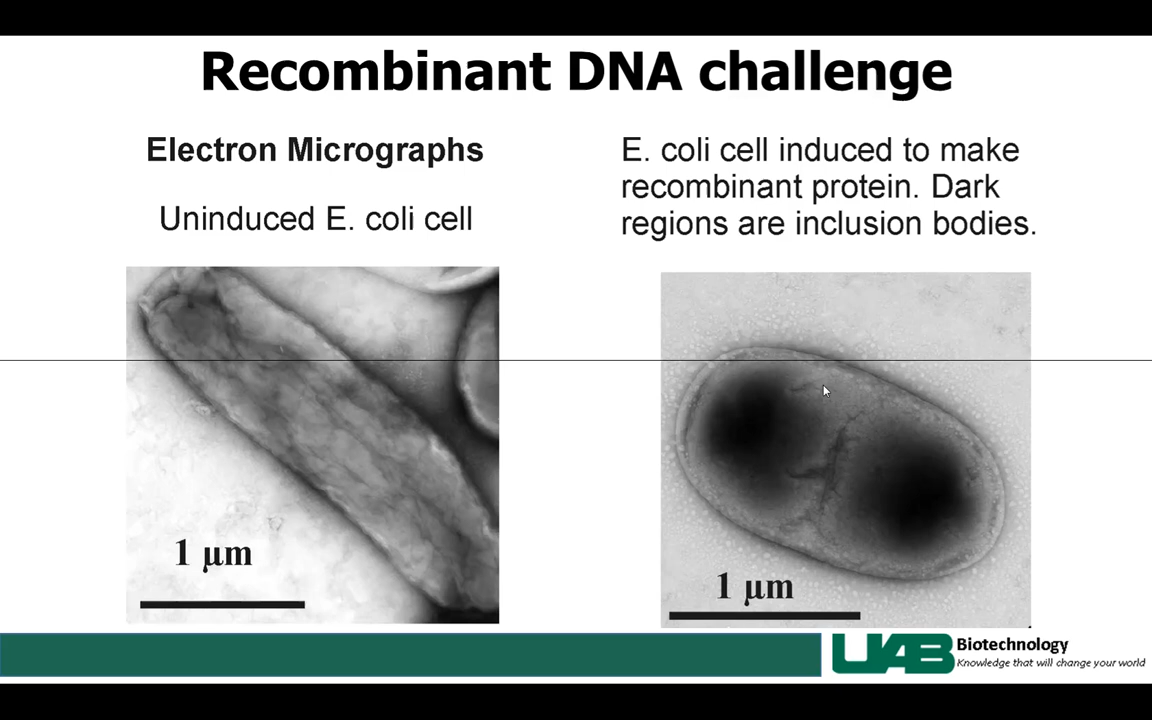 Recombinant DNA challenge
Electron Micrographs
Uninduced E. coli cell
E. coli cell induced to make
recombinant protein. Dark
regions are inclusion bodies.
1 µm
1 µm
UAB Biotechnology
Knowledge that will change your world